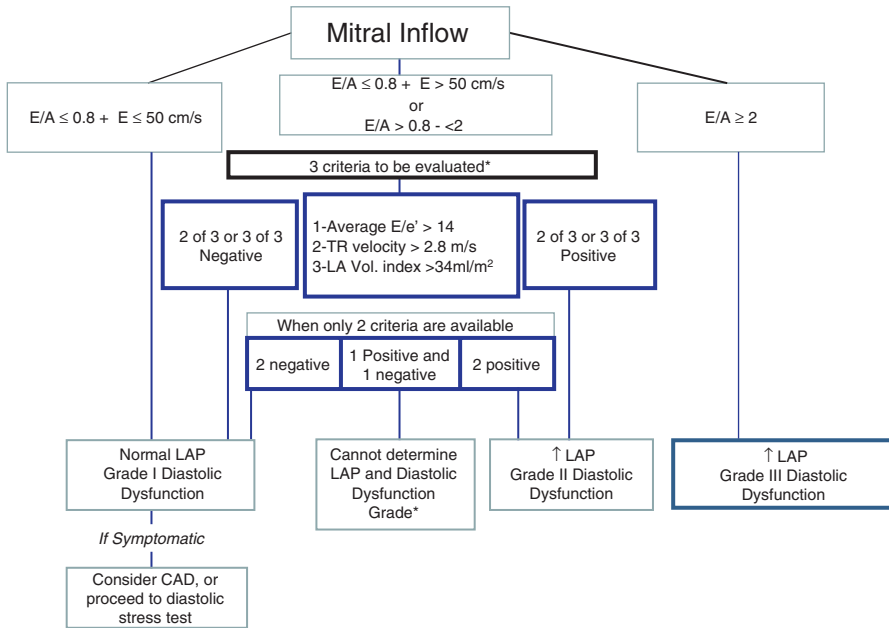 Mitral Inflow
E/A ≤ 0.8 + E ≤ 50 cm/s
E/A ≤ 0.8 + E > 50 cm/s
or
E/A > 0.8 - <2
E/A ≥ 2
3 criteria to be evaluated*
2 of 3 or 3 of 3
Negative
1-Average E/e' > 14
2-TR velocity > 2.8 m/s
3-LA Vol. index >34ml/m²
2 of 3 or 3 of 3
Positive
When only 2 criteria are available
2 negative
1 Positive and
1 negative
2 positive
Normal LAP
Grade I Diastolic
Dysfunction
Cannot determine
LAP and Diastolic
Dysfunction
Grade*
↑ LAP
Grade II Diastolic
Dysfunction
↑ LAP
Grade III Diastolic
Dysfunction
If Symptomatic
Consider CAD, or
proceed to diastolic
stress test